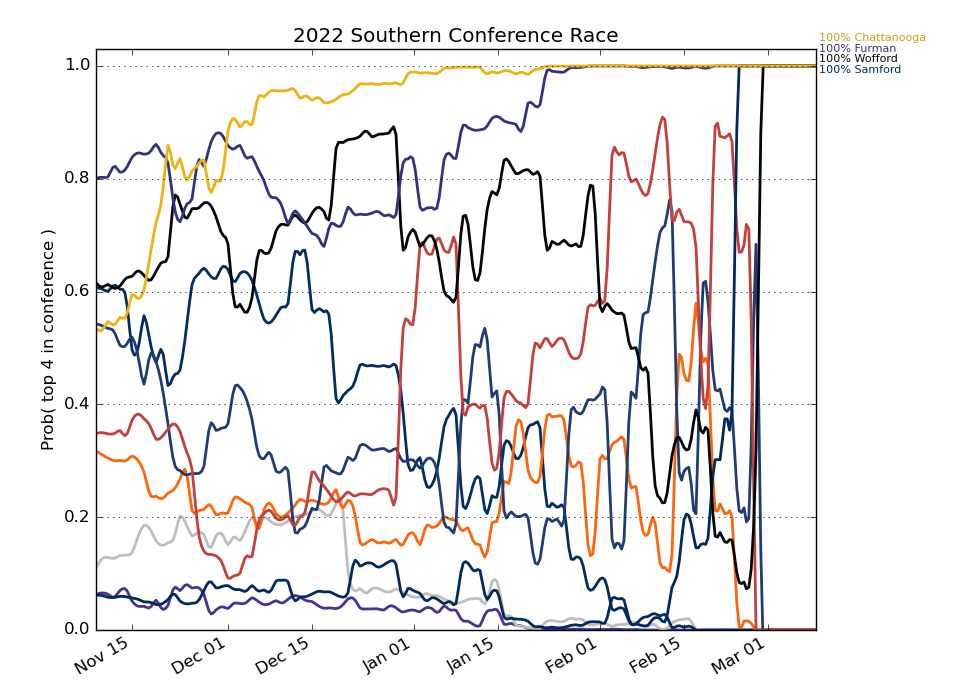 2022 Southern Conference Race
100% Chattanooga
100% Furman
100% Wofford
100% Samford
Prob( top 4 in conference )
1.0
0.8
0.6
0.4
0.2
0.0
Nov 15
Dec 01
Dec 15
Jan 01
Jan 15
Feb 01
Feb 15
Mar 01